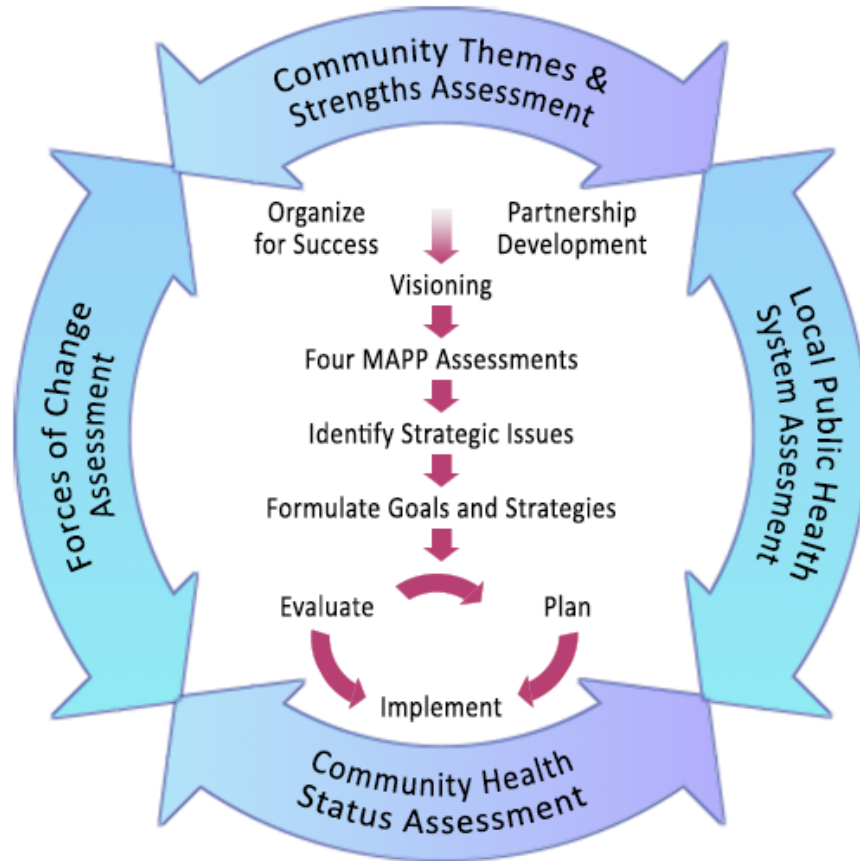 Community Themes &
Strengths Assessment
Organize
for Success
Partnership
Development
Visioning
Four MAPP Assessments
Identify Strategic Issues
Formulate Goals and Strategies
Evaluate
Plan
Implement
Forces of Change
Assessment
Local Public Health
System Assesment
Community Health
Status Assessment